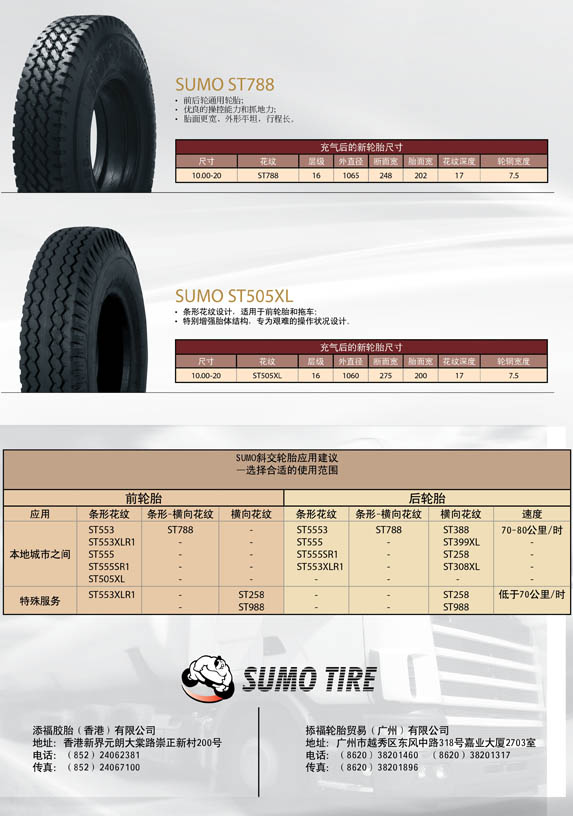 SUMO ST788
• 前后轮通用轮胎;
• 优良的操控能力和抓地力;
• 胎面更宽，外形平坦，行程长.
充气后的新轮胎尺寸
尺寸 花纹 层级 外直径 断面宽 胎面宽 花纹深度 轮辋宽度
10.00-20 ST788 16 1065 248 202 17 7.5
SUMO ST505XL
• 条形花纹设计，适用于前轮胎和拖车;
• 特别增强胎体结构，专为艰难的操作状况设计.
充气后的新轮胎尺寸
尺寸 花纹 层级 外直径 断面宽 胎面宽 花纹深度 轮辋宽度
10.00-20 ST505XL 16 1060 275 200 17 7.5
SUMO斜交轮胎应用建议
—选择合适的使用范围
前轮胎 后轮胎
应用 条形花纹 条形-横向花纹 横向花纹 条形花纹 条形-横向花纹 横向花纹 速度
本地城市之间 ST553 ST788 - ST5553 ST788 ST388 70-80公里/时
ST553XLR1 - - ST555 - ST399XL -
ST555 - - ST555SR1 - ST258 -
ST555SR1 - - ST553XLR1 - ST308XL -
ST505XL - - - - - -
特殊服务 ST553XLR1 - ST258 - - ST258 低于70公里/时
- ST988 - - ST988
SUMO TIRE
添福胶胎（香港）有限公司
地址：香港新界元朗大棠路崇正新村200号
电话：（852）24062381
传真：（852）24067100
添福轮胎贸易（广州）有限公司
地址：广州市越秀区东风中路318号嘉业大厦2703室
电话：（8620）38201460 （8620）38201317
传真：（8620）38201896